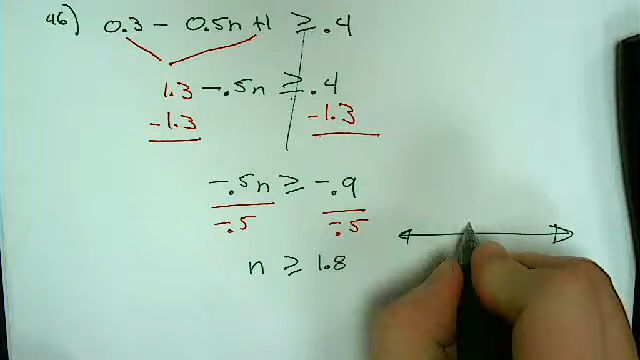 46) 0.3 - 0.5n +1 ≥ .4
1.3 - .5n ≥ .4
-1.3 -1.3
-.5n ≥ -.9
-.5 -.5
n ≥ 1.8